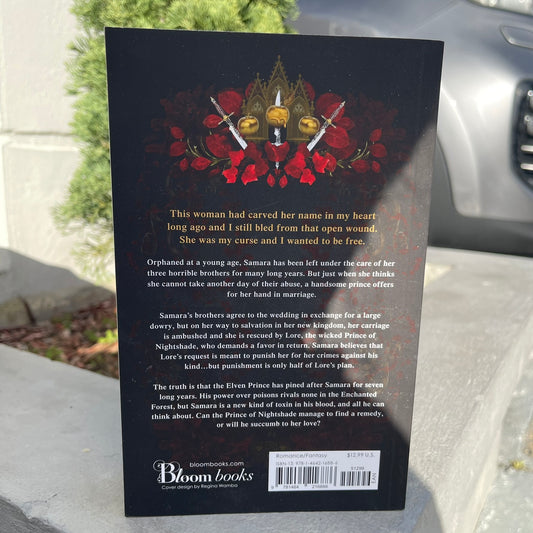 This woman had carved her name in my heart
long ago and I still bled from that open wound.
She was my curse and I wanted to be free.
Orphaned at a young age, Samara has been left under the care of her
three horrible brothers for many long years. But just when she thinks
she cannot take another day of their abuse, a handsome prince offers
for her hand in marriage.
Samara's brothers agree to the wedding in exchange for a large
dowry, but on her way to salvation in her new kingdom, her carriage
is ambushed and she is rescued by Lore, the wicked Prince of
Nightshade, who demands a favor in return. Samara believes that
Lore's request is meant to punish her for her crimes against his
kind...but punishment is only half of Lore's plan.
The truth is that the Elven Prince has pined after Samara for seven
long years. His power over poisons rivals none in the Enchanted
Forest, but Samara is a new kind of toxin in his blood, and all he can
think about. Can the Prince of Nightshade manage to find a remedy,
or will he succumb to her love?
bloombooks.com
Bloom books
Cover design by Regina Wamba
Romance/Fantasy
$12.99 U.S.